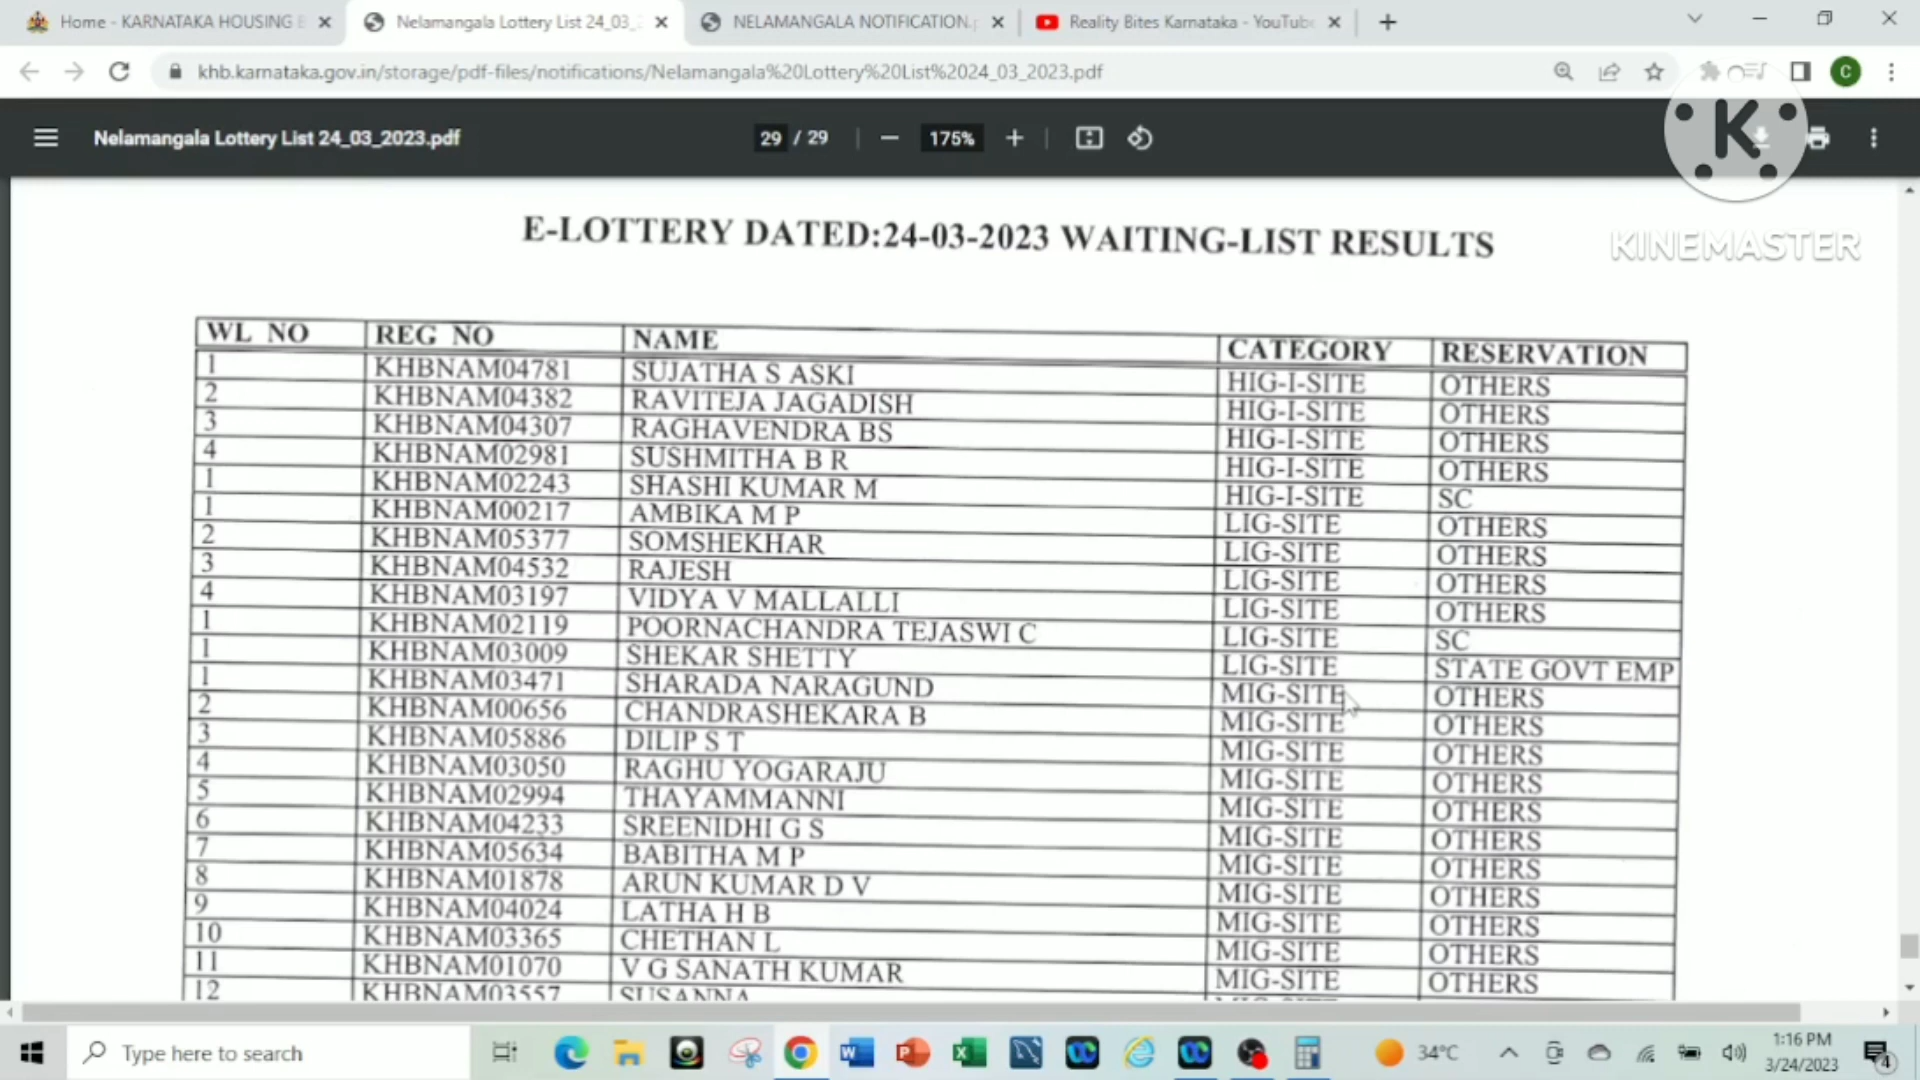 Home - KARNATAKA HOUSING B
Nelamangala Lottery List 24_03_2
NELAMANGALA NOTIFICATION.p
Reality Bites Karnataka - YouTube
khb.karnataka.gov.in/storage/pdf-files/notifications/Nelamangala%20Lottery%20List%2024_03_2023.pdf
C
Nelamangala Lottery List 24_03_2023.pdf
29 / 29
175%
K
KINEMASTER
E-LOTTERY DATED:24-03-2023 WAITING-LIST RESULTS
WL NO REG NO NAME CATEGORY RESERVATION
1 KHBNAM04781 SUJATHA S ASKI HIG-I-SITE OTHERS
2 KHBNAM04382 RAVITEJA JAGADISH HIG-I-SITE OTHERS
3 KHBNAM04307 RAGHAVENDRA BS HIG-I-SITE OTHERS
4 KHBNAM02981 SUSHMITHA B R HIG-I-SITE OTHERS
1 KHBNAM02243 SHASHI KUMAR M HIG-I-SITE SC
1 KHBNAM00217 AMBIKA M P LIG-SITE OTHERS
2 KHBNAM05377 SOMSHEKHAR LIG-SITE OTHERS
3 KHBNAM04532 RAJESH LIG-SITE OTHERS
4 KHBNAM03197 VIDYA V MALLALLI LIG-SITE OTHERS
1 KHBNAM02119 POORNACHANDRA TEJASWI C LIG-SITE SC
1 KHBNAM03009 SHEKAR SHETTY LIG-SITE STATE GOVT EMP
1 KHBNAM03471 SHARADA NARAGUND MIG-SITE OTHERS
2 KHBNAM00656 CHANDRASHEKARA B MIG-SITE OTHERS
3 KHBNAM05886 DILIP S T MIG-SITE OTHERS
4 KHBNAM03050 RAGHU YOGARAJU MIG-SITE OTHERS
5 KHBNAM02994 THAYAMMANNI MIG-SITE OTHERS
6 KHBNAM04233 SREENIDHI G S MIG-SITE OTHERS
7 KHBNAM05634 BABITHA M P MIG-SITE OTHERS
8 KHBNAM01878 ARUN KUMAR D V MIG-SITE OTHERS
9 KHBNAM04024 LATHA H B MIG-SITE OTHERS
10 KHBNAM03365 CHETHAN L MIG-SITE OTHERS
11 KHBNAM01070 V G SANATH KUMAR MIG-SITE OTHERS
12 KHBNAM03557 SUSANNA
Type here to search
34°C
1:16 PM
3/24/2023
4